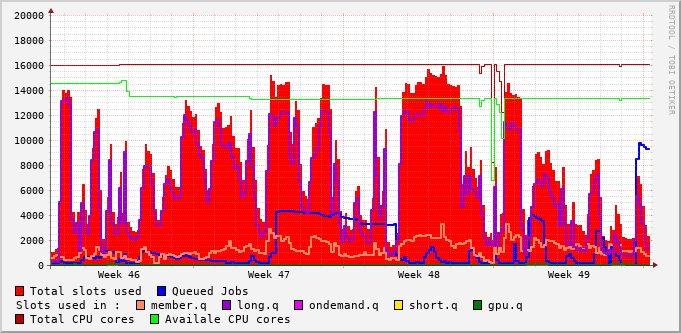 RRDTOOL / TOBI OETIKER
20000
18000
16000
14000
12000
10000
8000
6000
4000
2000
0
Week 46 Week 47 Week 48 Week 49
Total slots used Queued Jobs
Slots used in : member.q long.q ondemand.q short.q gpu.q
Total CPU cores Availale CPU cores